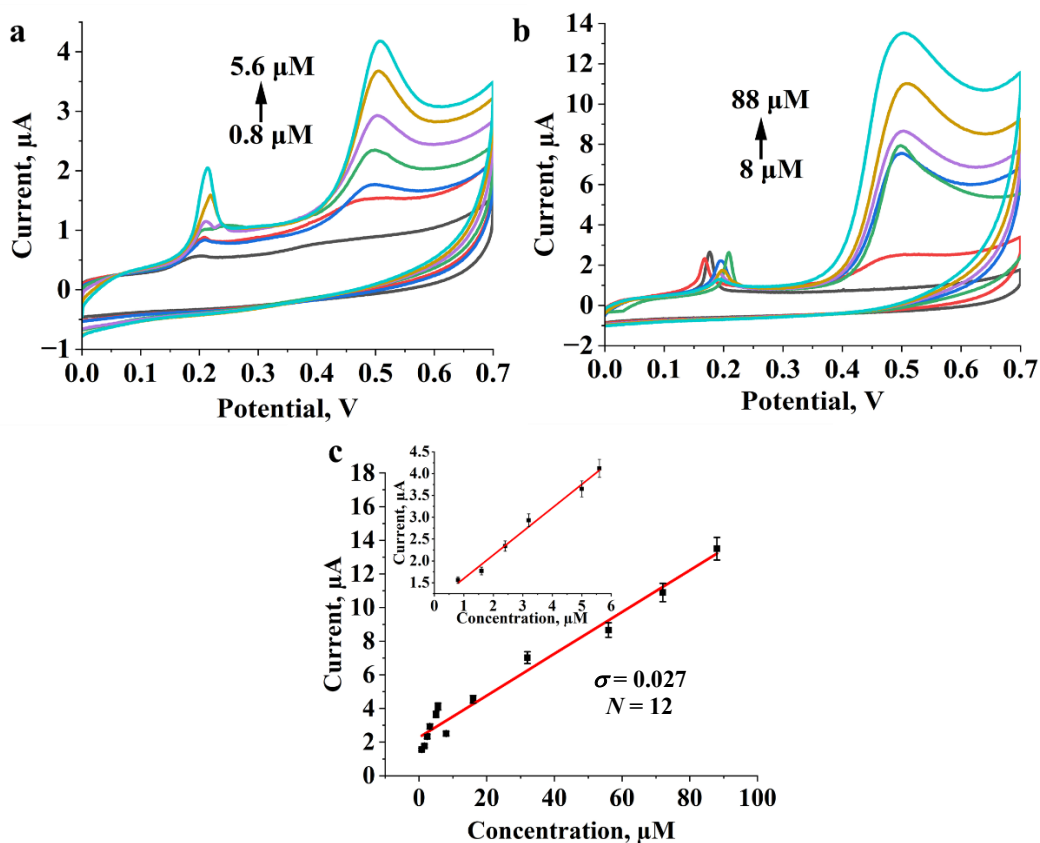 a
5.6 μM
0.8 μM
Current, μA
4
3
2
1
0
−1
0.0 0.1 0.2 0.3 0.4 0.5 0.6 0.7
Potential, V
b
88 μM
8 μM
Current, μA
14
12
10
8
6
4
2
0
−2
0.0 0.1 0.2 0.3 0.4 0.5 0.6 0.7
Potential, V
c
Current, μA
18
16
14
12
10
8
6
4
2
0
0 20 40 60 80 100
Concentration, μM
Current, μA
4.5
4.0
3.5
3.0
2.5
2.0
1.5
0 1 2 3 4 5 6
Concentration, μM
σ = 0.027
N = 12